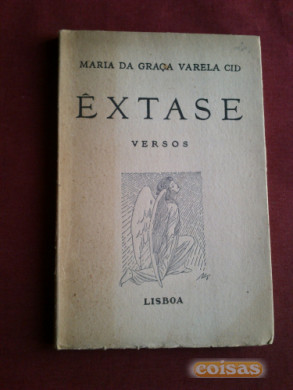 MARIA DA GRAÇA VARELA CID
ÊXTASE
VERSOS
LISBOA
coisas